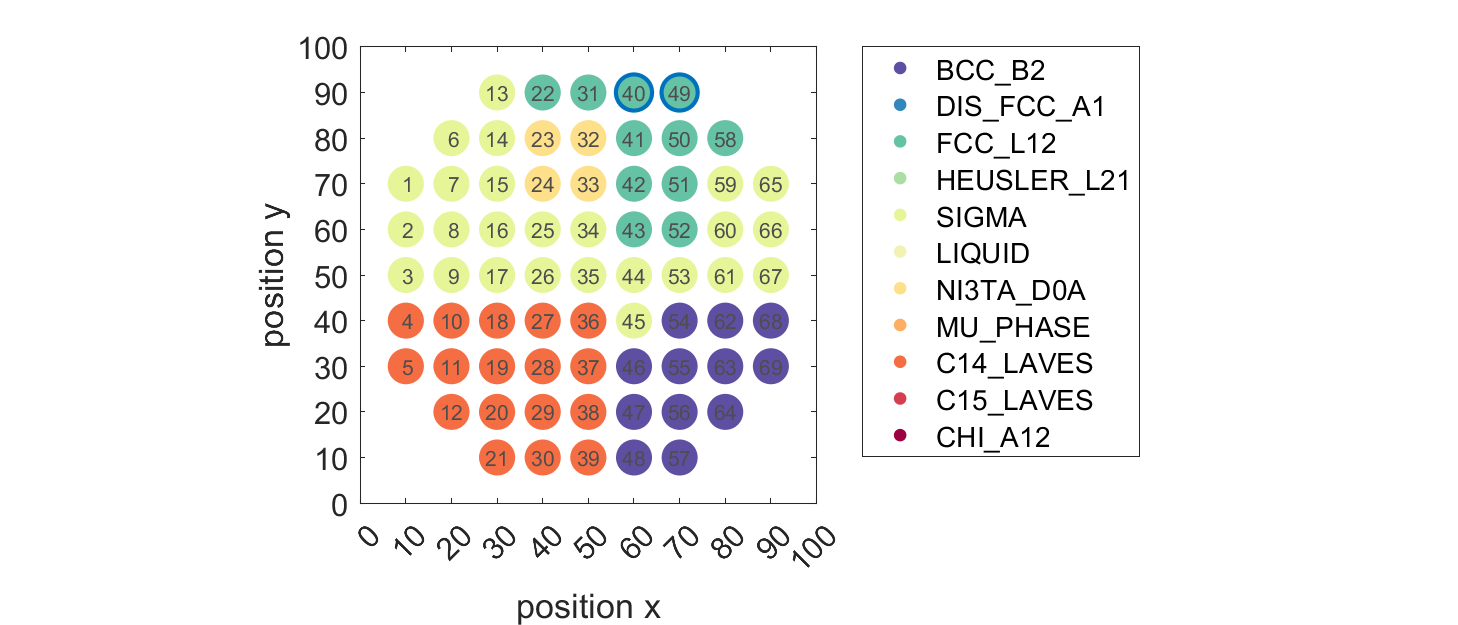 100
90
80
70
60
50
40
30
20
10
0
13 22 31 40 49
6 14 23 32 41 50 58
1 7 15 24 33 42 51 59 65
2 8 16 25 34 43 52 60 66
3 9 17 26 35 44 53 61 67
4 10 18 27 36 45 54 62 68
5 11 19 28 37 46 55 63 69
12 20 29 38 47 56 64
21 30 39 48 57
0 10 20 30 40 50 60 70 80 90 100
position x
position y
BCC_B2
DIS_FCC_A1
FCC_L12
HEUSLER_L21
SIGMA
LIQUID
NI3TA_D0A
MU_PHASE
C14_LAVES
C15_LAVES
CHI_A12